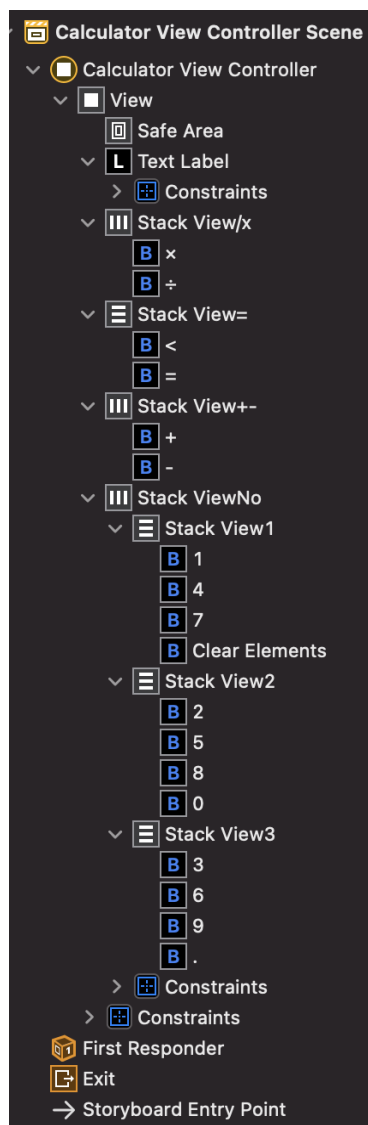 Calculator View Controller Scene
Calculator View Controller
View
Safe Area
L Text Label
Constraints
Stack View/x
B ×
B ÷
Stack View=
B <
B =
Stack View+-
B +
B -
Stack ViewNo
Stack View1
B 1
B 4
B 7
B Clear Elements
Stack View2
B 2
B 5
B 8
B 0
Stack View3
B 3
B 6
B 9
B .
Constraints
Constraints
First Responder
Exit
Storyboard Entry Point